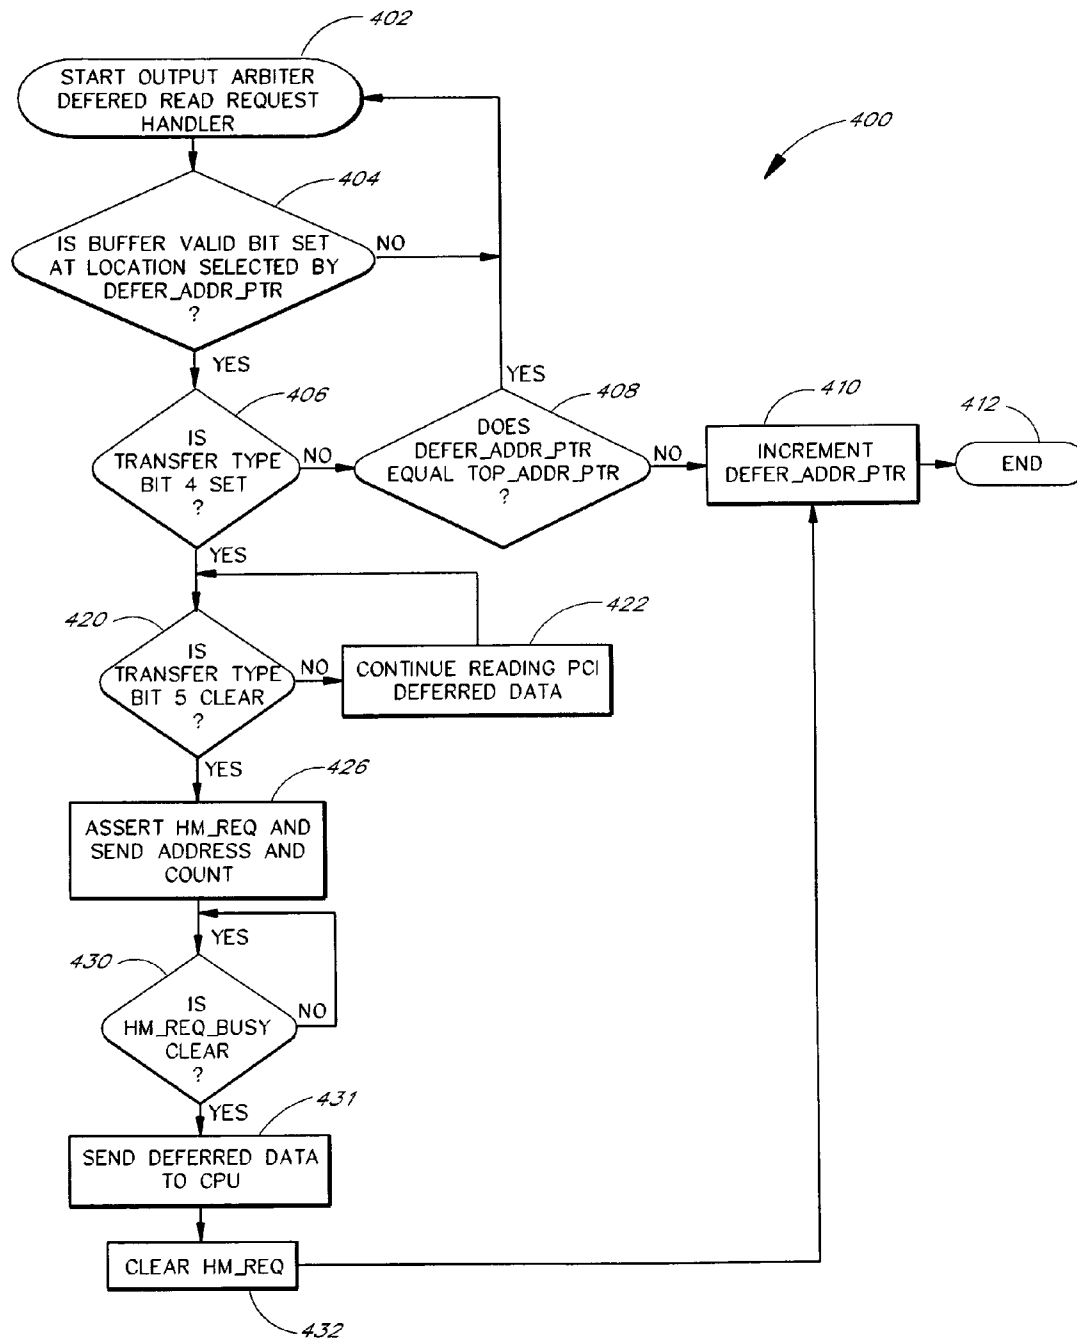 402
START OUTPUT ARBITER
DEFERED READ REQUEST
HANDLER
400
404
IS BUFFER VALID BIT SET
AT LOCATION SELECTED BY
DEFER_ADDR_PTR
?
NO
YES
406
IS
TRANSFER TYPE
BIT 4 SET
?
NO
YES
408
DOES
DEFER_ADDR_PTR
EQUAL TOP_ADDR_PTR
?
NO
410
INCREMENT
DEFER_ADDR_PTR
412
END
YES
420
IS
TRANSFER TYPE
BIT 5 CLEAR
?
NO
422
CONTINUE READING PCI
DEFERRED DATA
YES
426
ASSERT HM_REQ AND
SEND ADDRESS AND
COUNT
YES
430
IS
HM_REQ_BUSY
CLEAR
?
NO
YES
431
SEND DEFERRED DATA
TO CPU
CLEAR HM_REQ
432